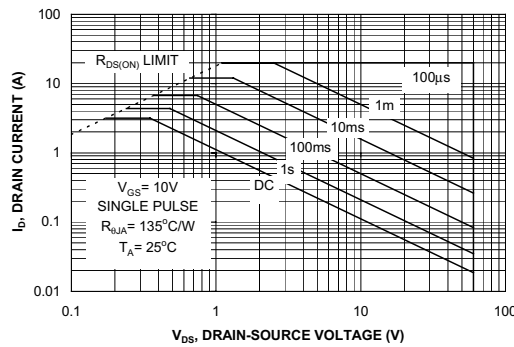 100
10
1
0.1
0.01
I_D, DRAIN CURRENT (A)
R_DS(ON) LIMIT
100µs
1m
10ms
100ms
1s
DC
V_GS= 10V
SINGLE PULSE
R_θJA= 135°C/W
T_A= 25°C
0.1
1
10
100
V_DS, DRAIN-SOURCE VOLTAGE (V)